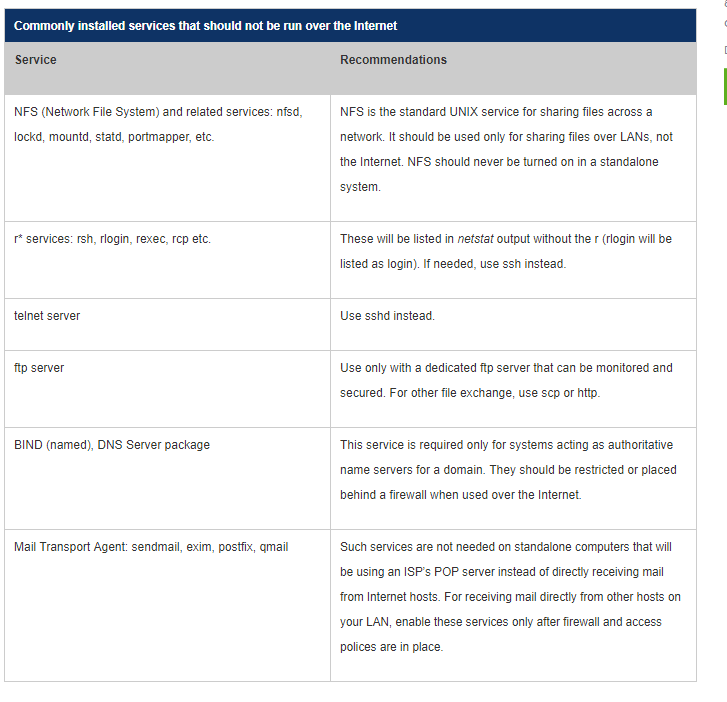 Commonly installed services that should not be run over the Internet
Service
Recommendations
NFS (Network File System) and related services: nfsd,
lockd, mountd, statd, portmapper, etc.
NFS is the standard UNIX service for sharing files across a
network. It should be used only for sharing files over LANs, not
the Internet. NFS should never be turned on in a standalone
system.
r* services: rsh, rlogin, rexec, rcp etc.
These will be listed in netstat output without the r (rlogin will be
listed as login). If needed, use ssh instead.
telnet server
Use sshd instead.
ftp server
Use only with a dedicated ftp server that can be monitored and
secured. For other file exchange, use scp or http.
BIND (named), DNS Server package
This service is required only for systems acting as authoritative
name servers for a domain. They should be restricted or placed
behind a firewall when used over the Internet.
Mail Transport Agent: sendmail, exim, postfix, qmail
Such services are not needed on standalone computers that will
be using an ISP's POP server instead of directly receiving mail
from Internet hosts. For receiving mail directly from other hosts on
your LAN, enable these services only after firewall and access
polices are in place.